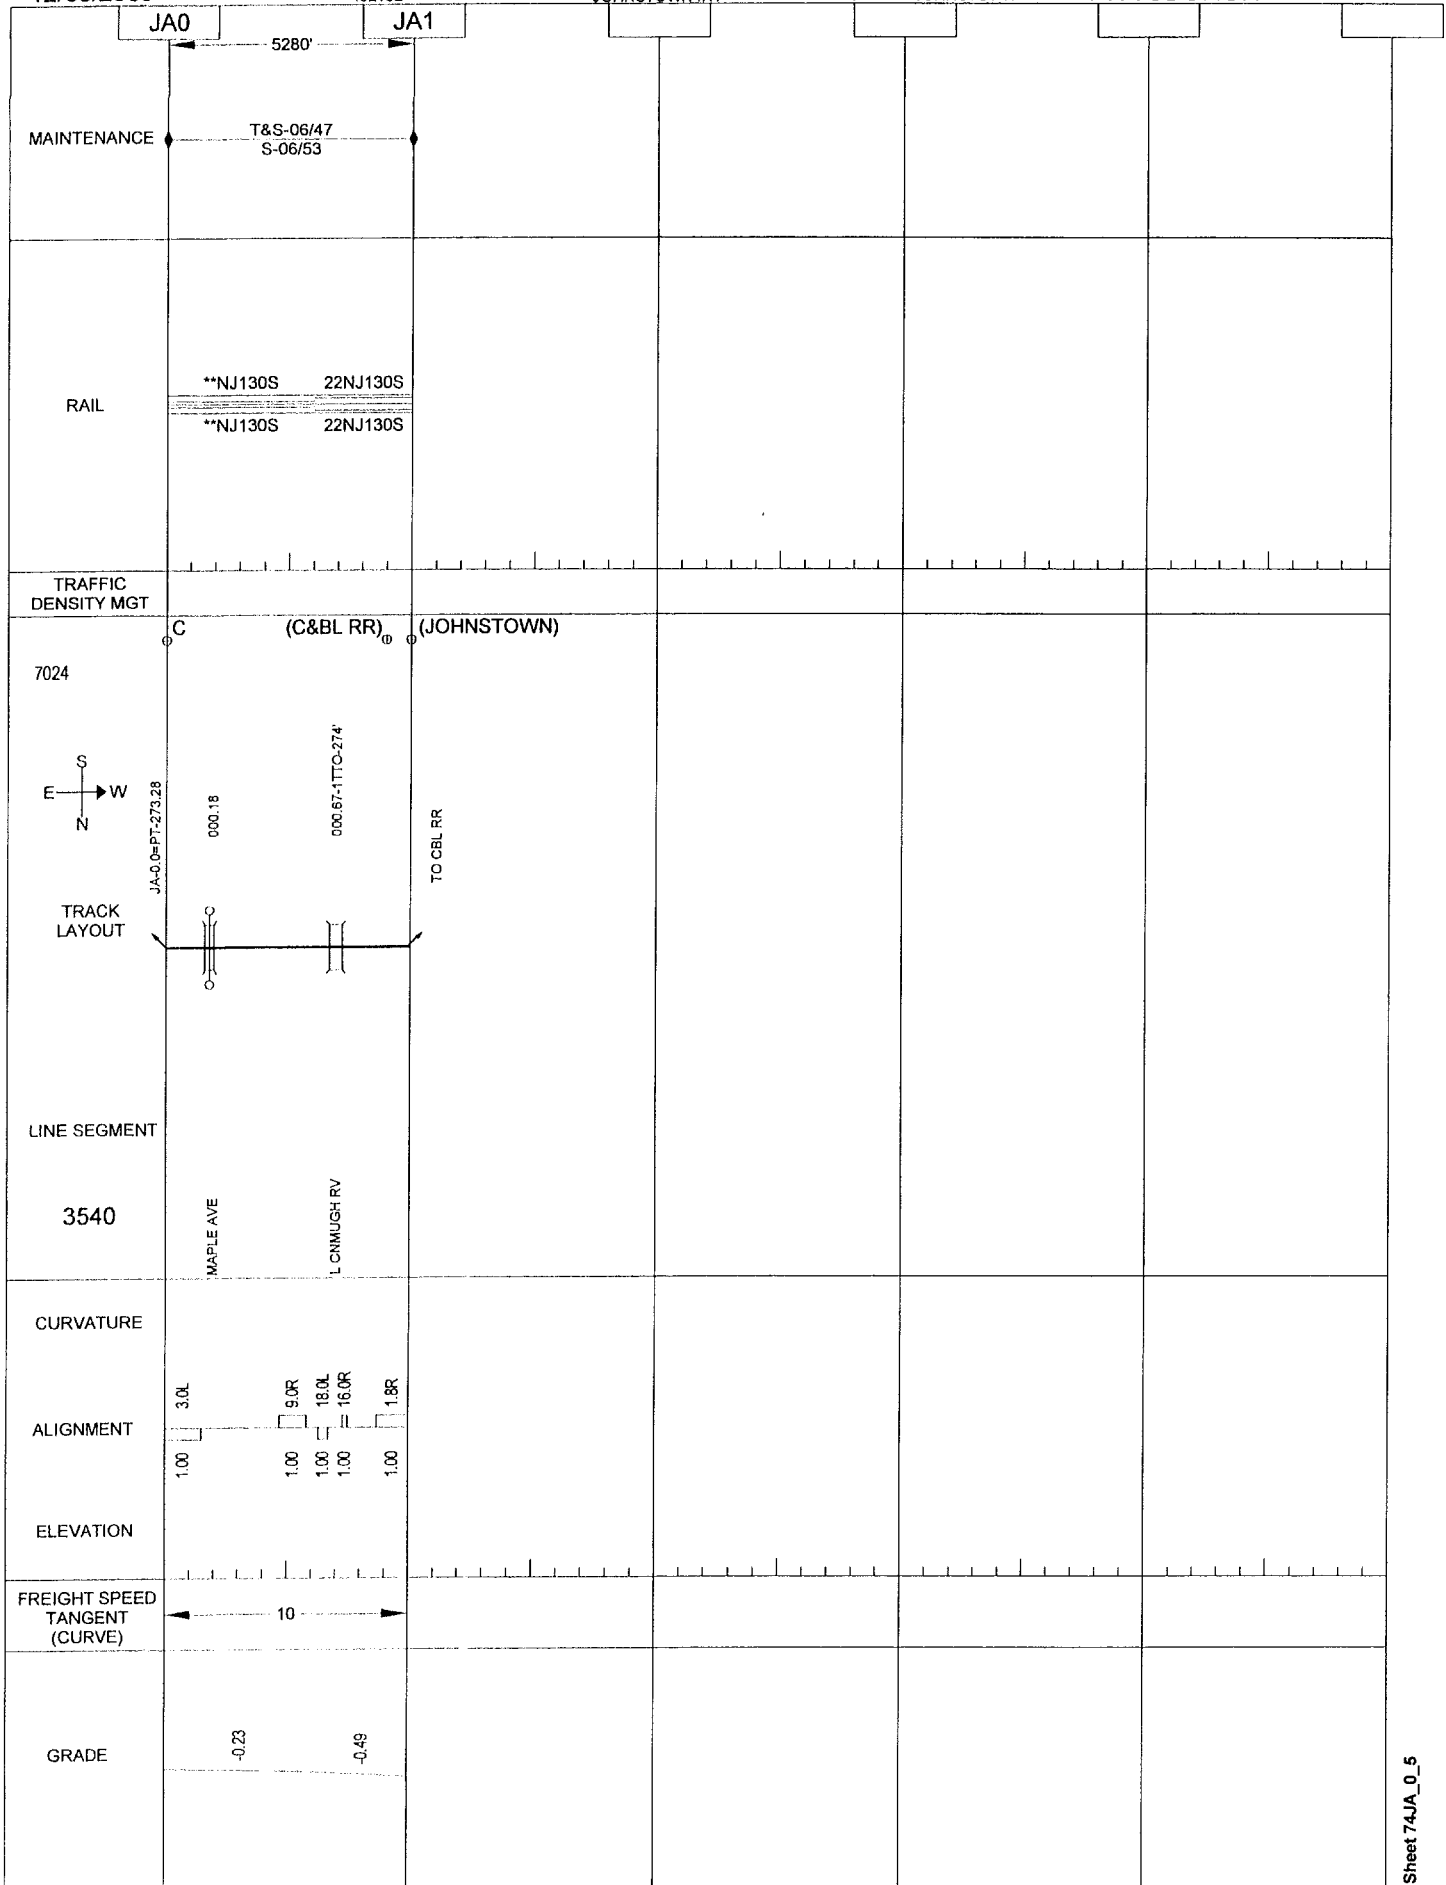 JA0
JA1
5280'
MAINTENANCE
T&S-06/47
S-06/53
RAIL
**NJ130S 22NJ130S
**NJ130S 22NJ130S
TRAFFIC
DENSITY MGT
C (C&BL RR) (JOHNSTOWN)
7024
S
E W
N
JA-0.0=PT-273.28
000.18
000.67-1TTO-274'
TO CBL RR
TRACK
LAYOUT
LINE SEGMENT
3540
MAPLE AVE
L CNMUGH RV
CURVATURE
3.0L 9.0R 18.0L 16.0R 1.8R
ALIGNMENT
1.00 1.00 1.00 1.00 1.00
ELEVATION
FREIGHT SPEED
TANGENT
(CURVE)
10
GRADE
-0.23 -0.49
Sheet 74JA_0_5